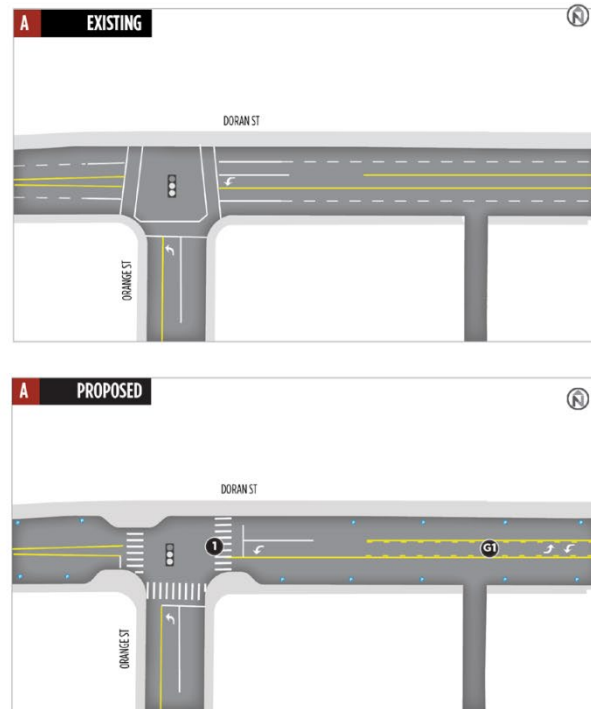 A EXISTING
N
DORAN ST
ORANGE ST
A PROPOSED
N
DORAN ST
1
G1
ORANGE ST